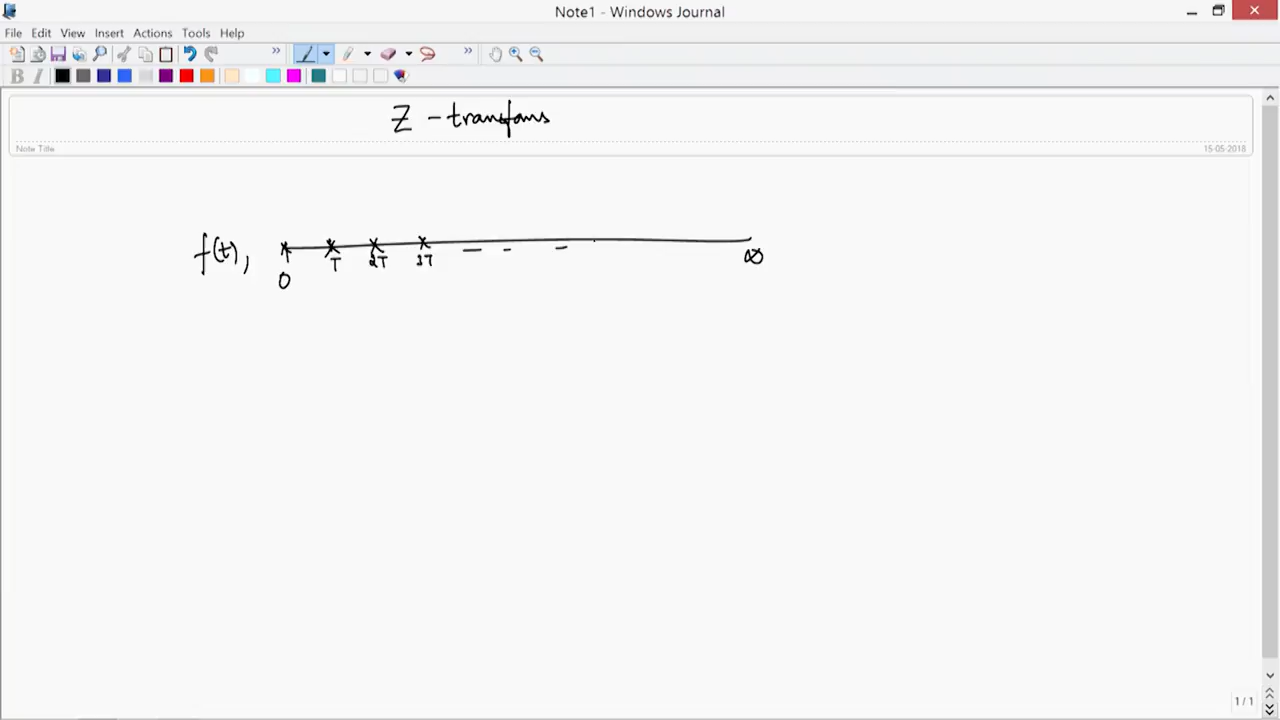 Note1 - Windows Journal
File Edit View Insert Actions Tools Help
B I
Z - transfoms
Note Title
15-05-2018
f(t),
T 2T 3T
0
∞
1 / 1